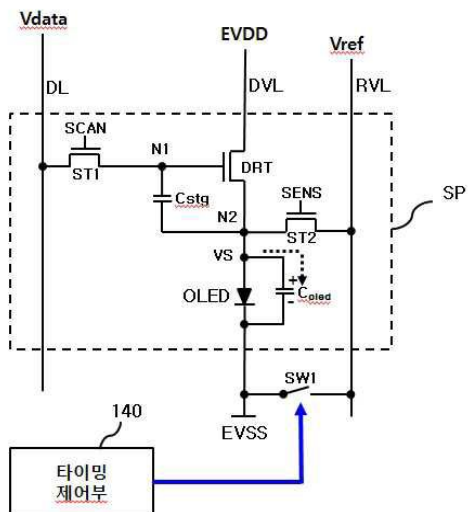 Vdata
EVDD
Vref
DL
DVL
RVL
SCAN
N1
ST1
DRT
SP
Cstg
SENS
N2
ST2
VS
OLED
+
Coled
-
SW1
140
EVSS
타이밍
제어부